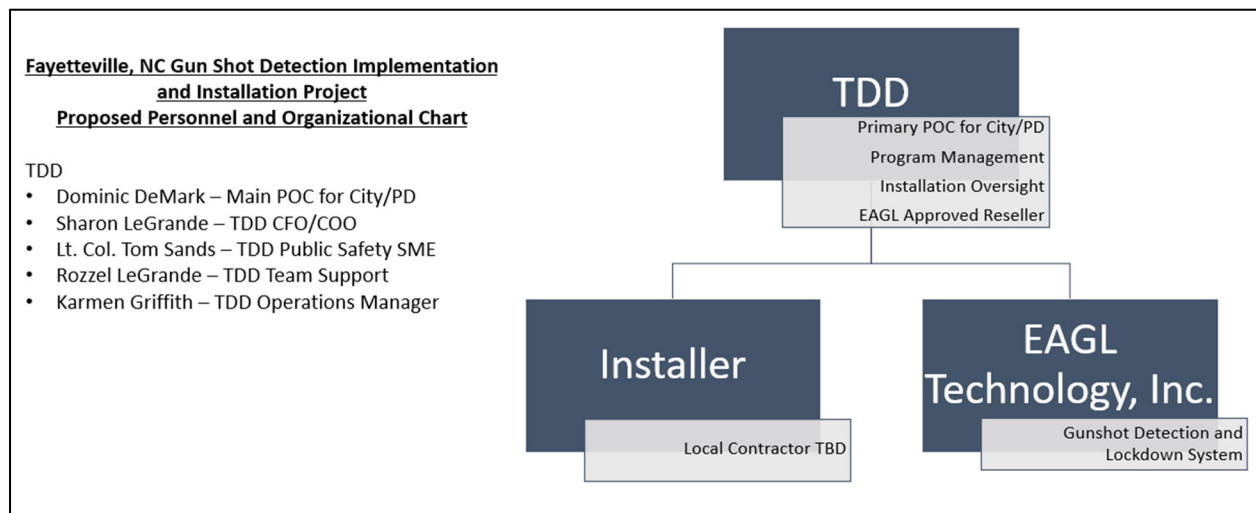 Fayetteville, NC Gun Shot Detection Implementation
and Installation Project
Proposed Personnel and Organizational Chart
TDD
• Dominic DeMark – Main POC for City/PD
• Sharon LeGrande – TDD CFO/COO
• Lt. Col. Tom Sands – TDD Public Safety SME
• Rozzel LeGrande – TDD Team Support
• Karmen Griffith – TDD Operations Manager
TDD
Primary POC for City/PD
Program Management
Installation Oversight
EAGL Approved Reseller
Installer
Local Contractor TBD
EAGL
Technology, Inc.
Gunshot Detection and
Lockdown System